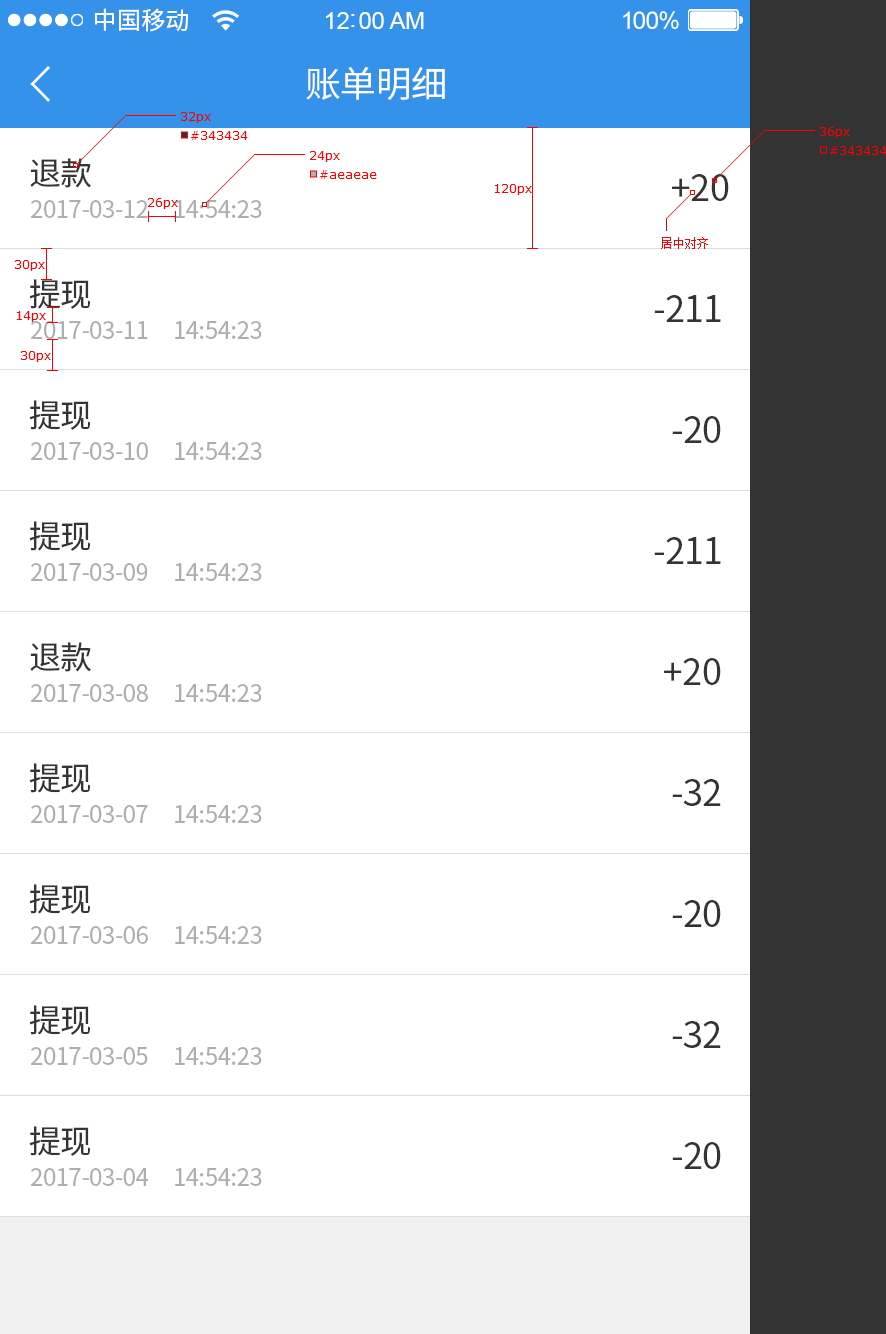 中国移动 12:00 AM 100%
账单明细
32px
#343434
36px
#343434
24px
#aeaeae
退款
120px
+20
26px
2017-03-12 14:54:23
居中对齐
30px
提现
-211
14px
2017-03-11 14:54:23
30px
提现
-20
2017-03-10 14:54:23
提现
-211
2017-03-09 14:54:23
退款
+20
2017-03-08 14:54:23
提现
-32
2017-03-07 14:54:23
提现
-20
2017-03-06 14:54:23
提现
-32
2017-03-05 14:54:23
提现
-20
2017-03-04 14:54:23